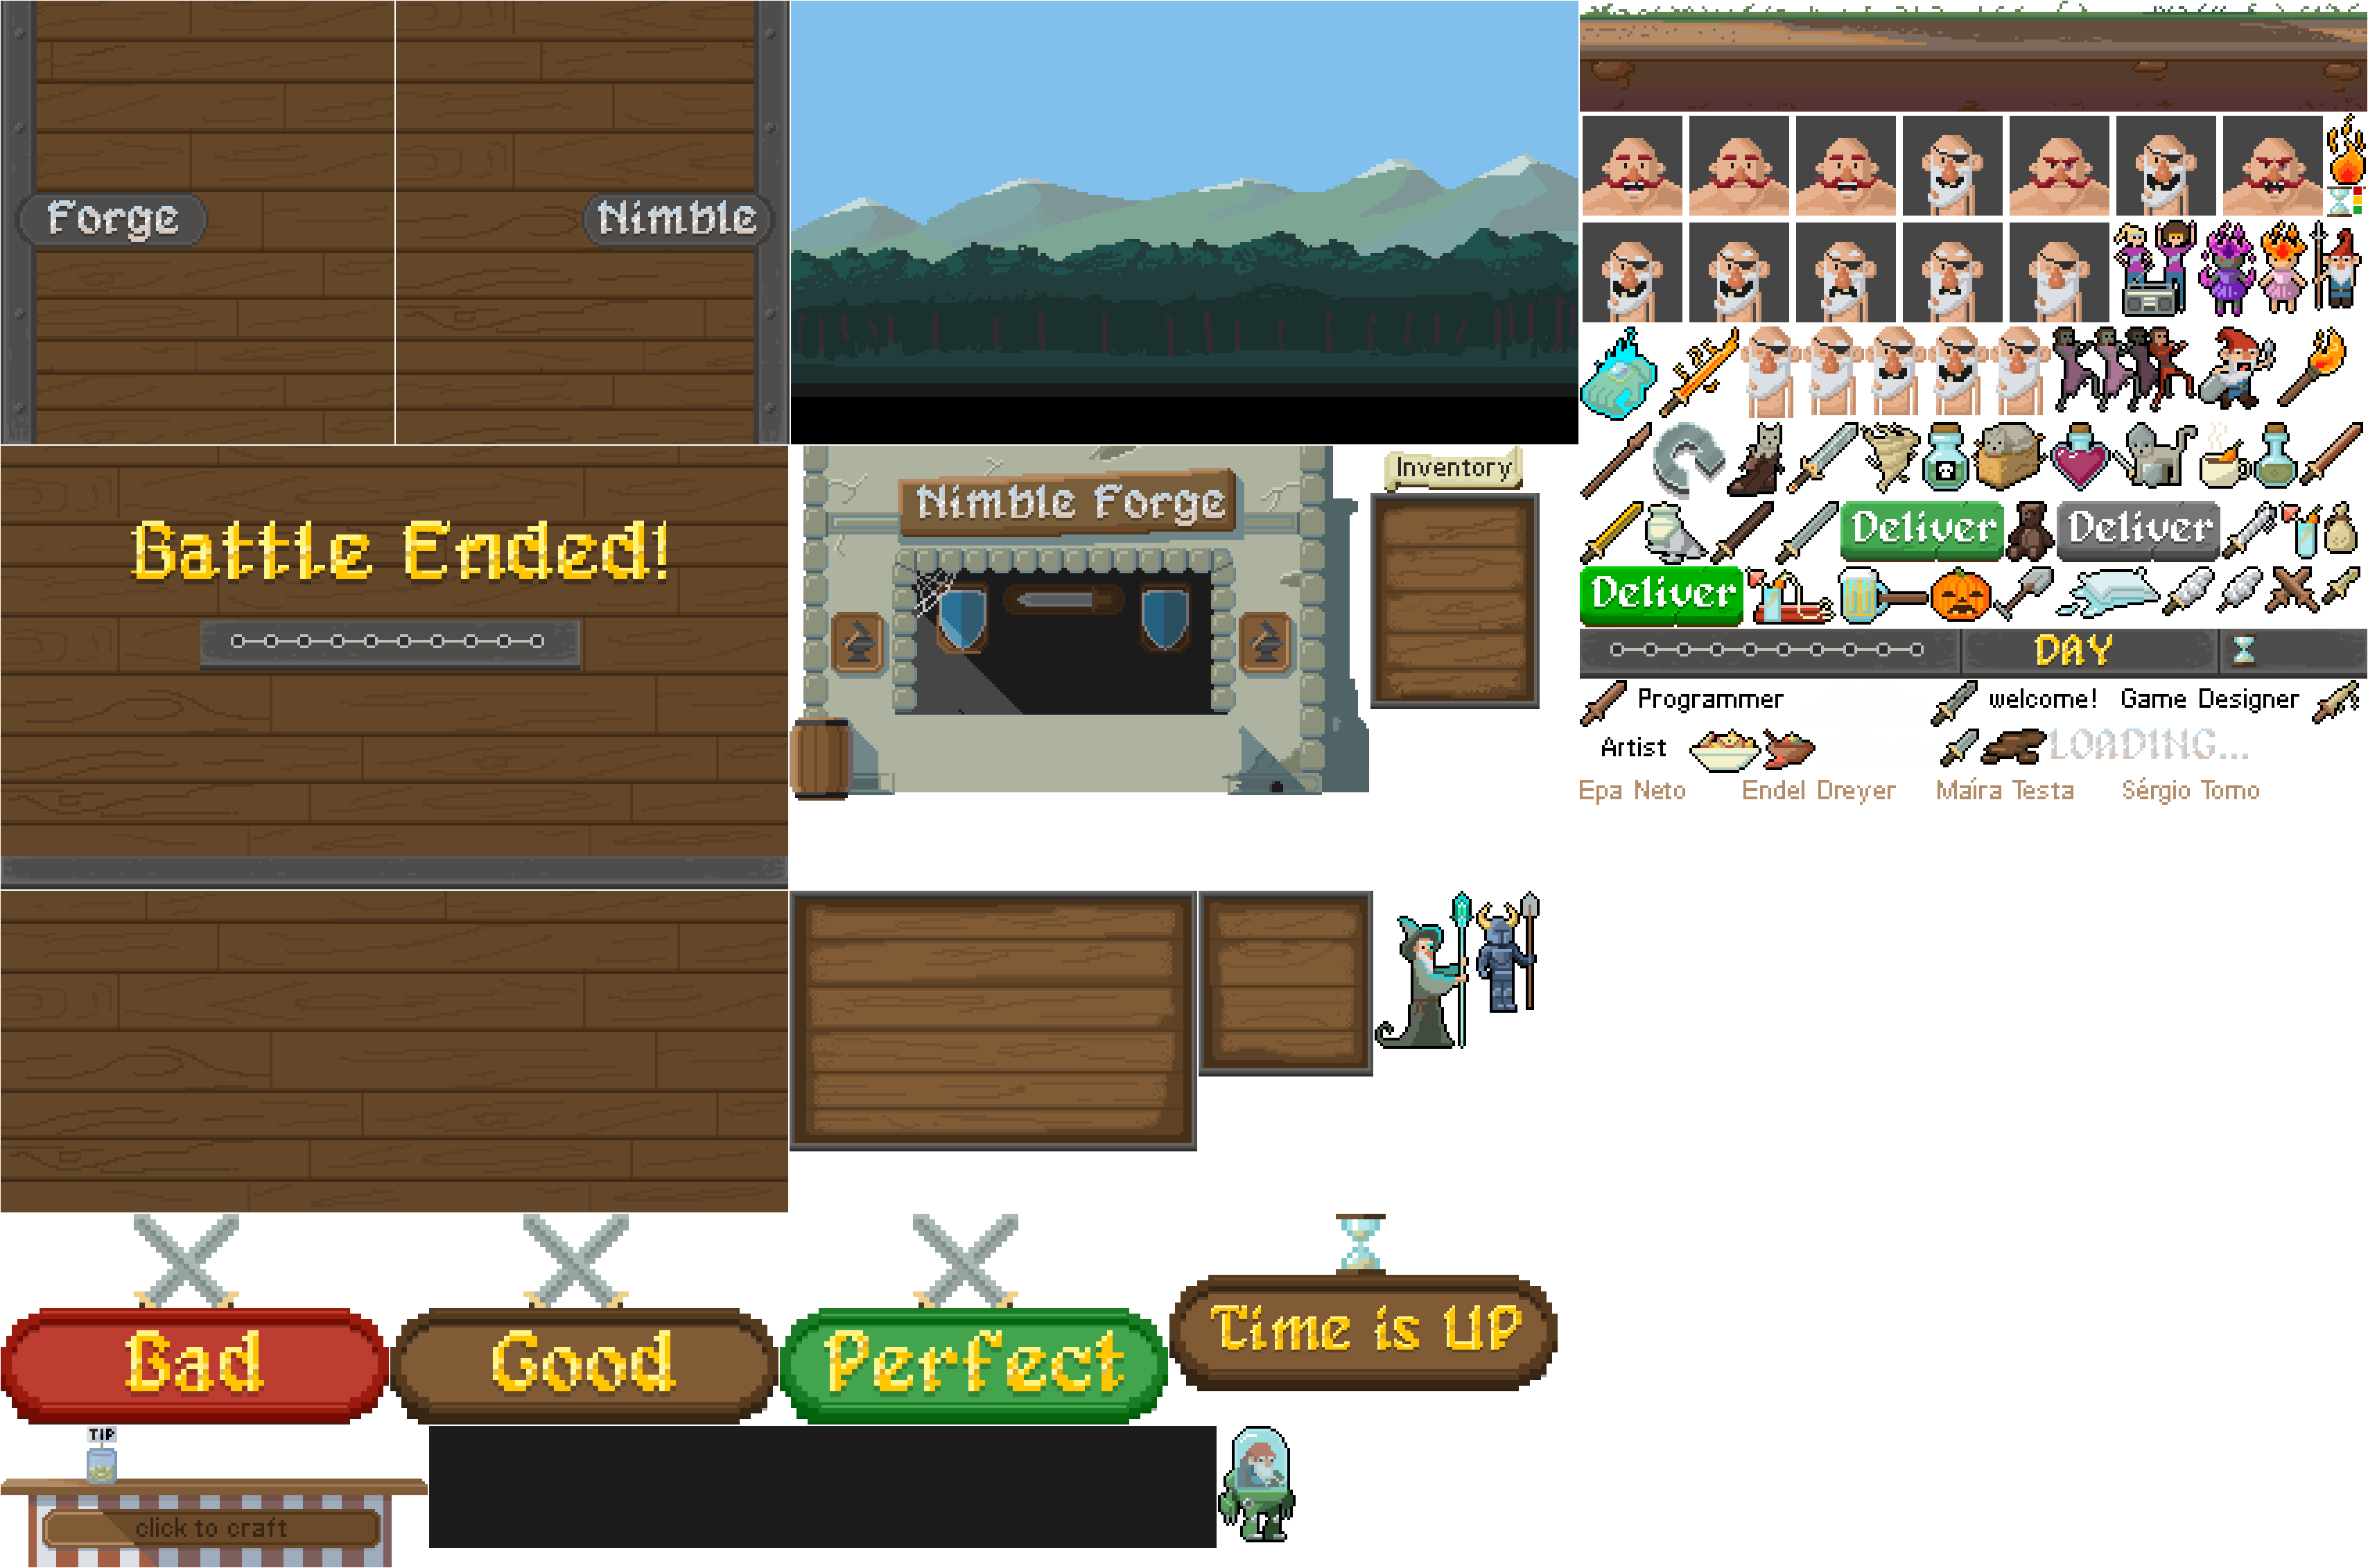 Forge
Nimble
Battle Ended!
Nimble Forge
Inventory
Deliver
Deliver
Deliver
DAY
Programmer
welcome!
Game Designer
Artist
LOADING...
Epa Neto
Endel Dreyer
Maíra Testa
Sérgio Tomo
Bad
Good
Perfect
Time is UP
TIP
click to craft